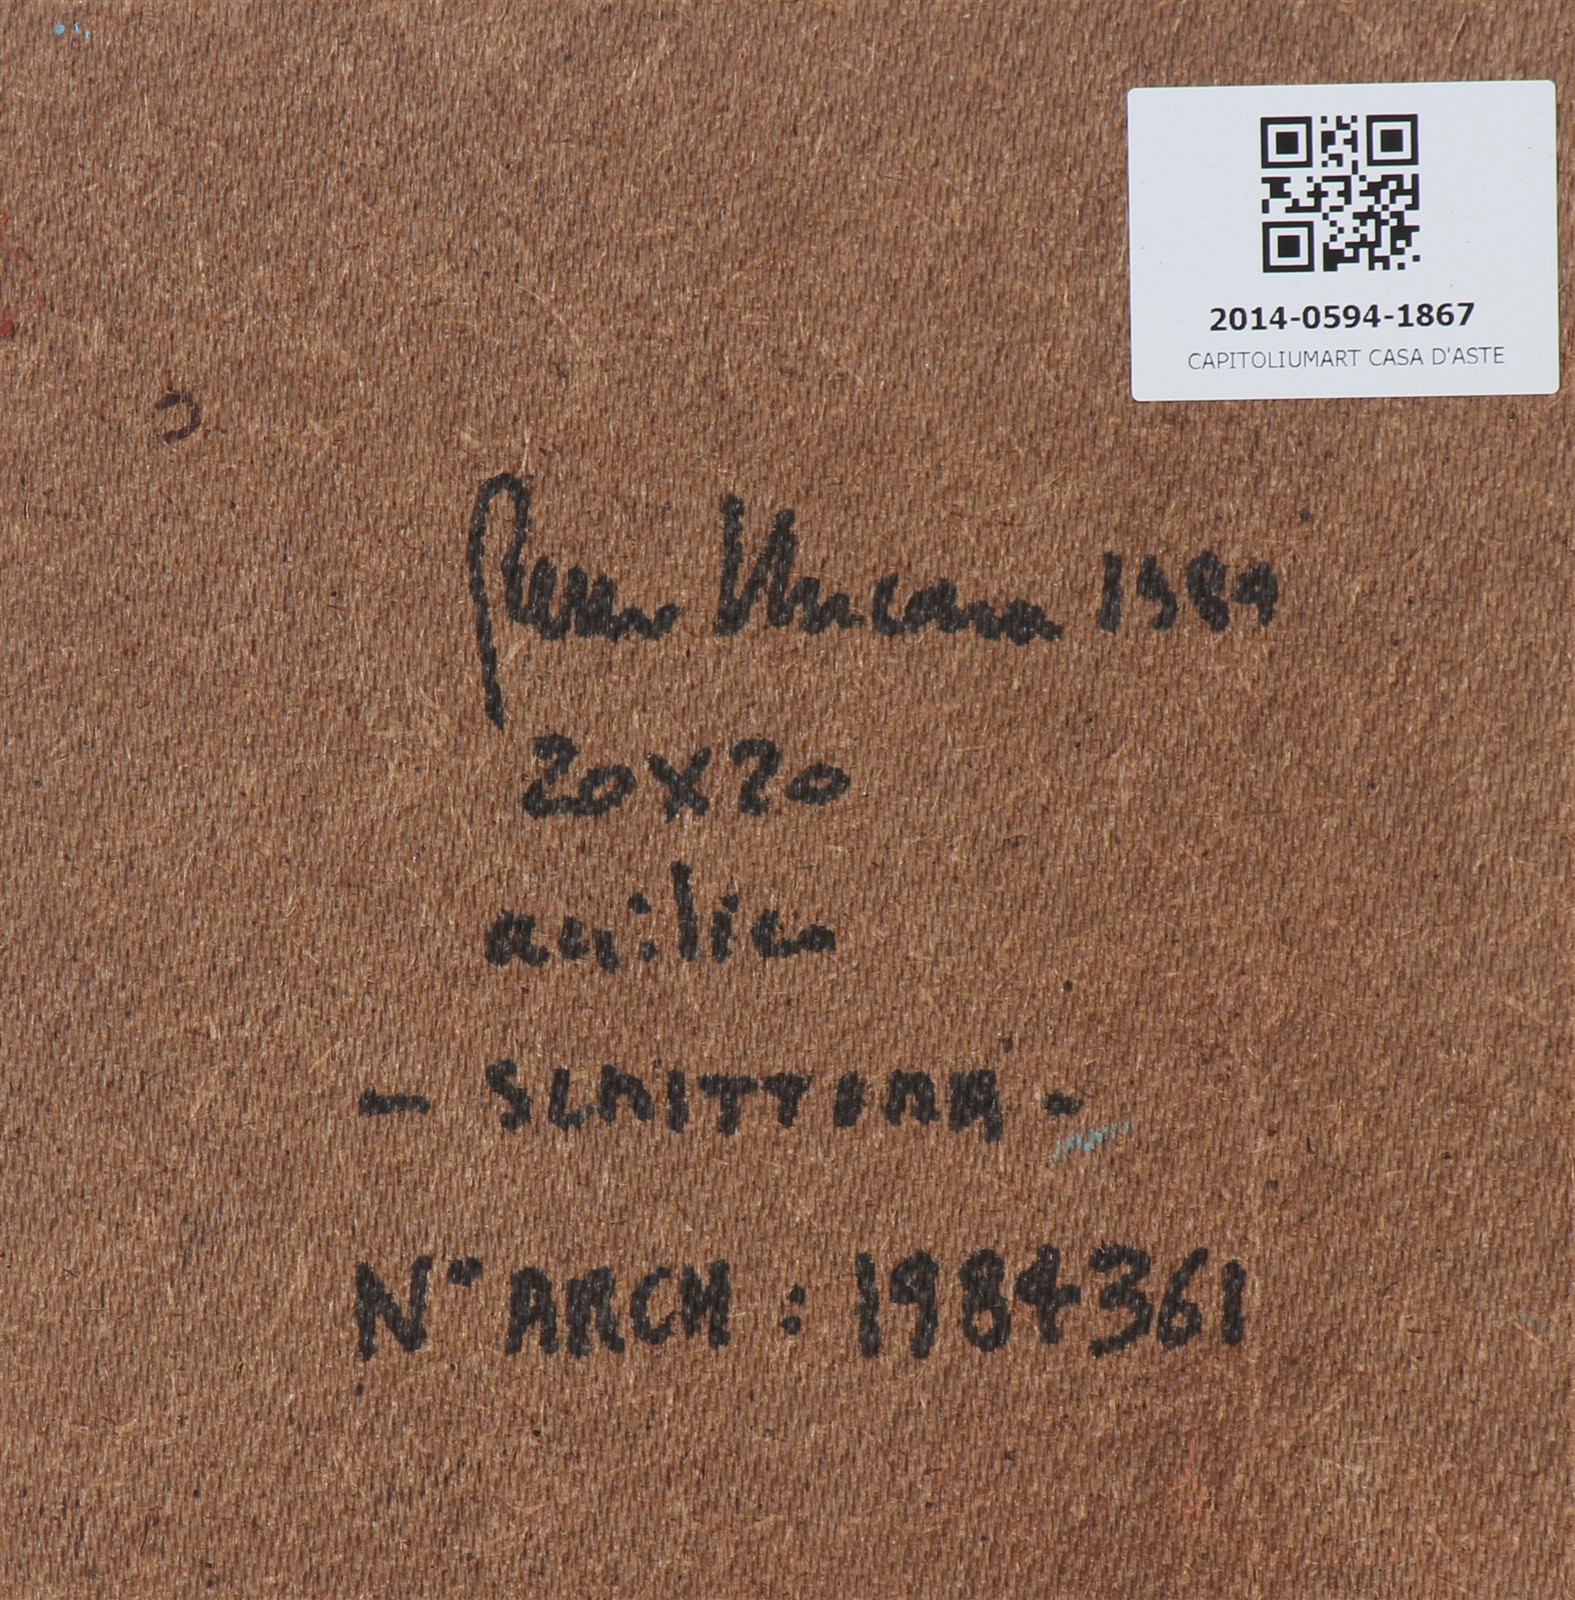 2014-0594-1867
CAPITOLIUMART CASA D'ASTE
1984
20x20
acrilico
- SCRITTURA -
N° ARCH: 1984361